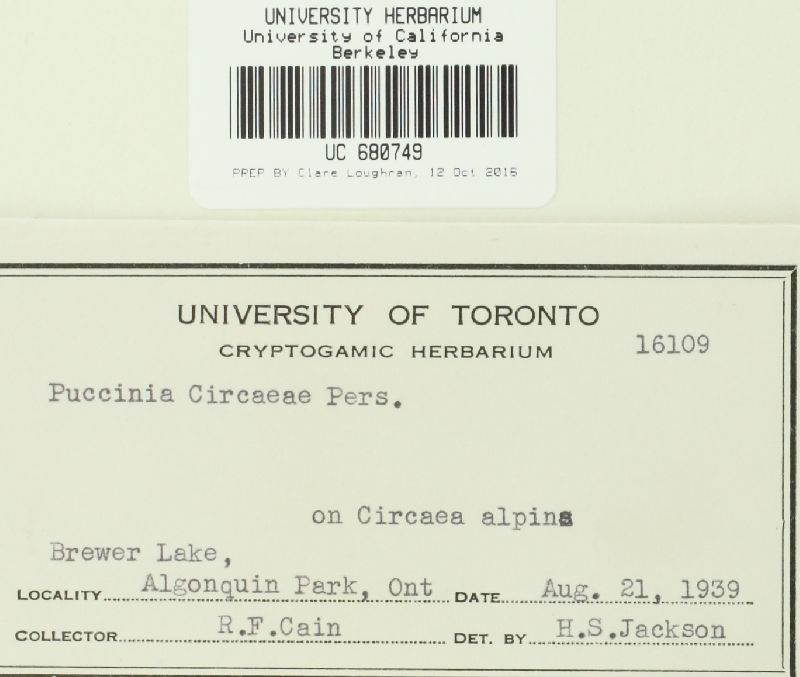 UNIVERSITY HERBARIUM
University of California
Berkeley
UC 680749
PREP BY Clare Loughran, 12 Oct 2016
UNIVERSITY OF TORONTO
CRYPTOGAMIC HERBARIUM 16109
Puccinia Circaeae Pers.
on Circaea alpina
Brewer Lake,
LOCALITY Algonquin Park, Ont DATE Aug. 21, 1939
COLLECTOR R.F.Cain DET. BY H.S.Jackson